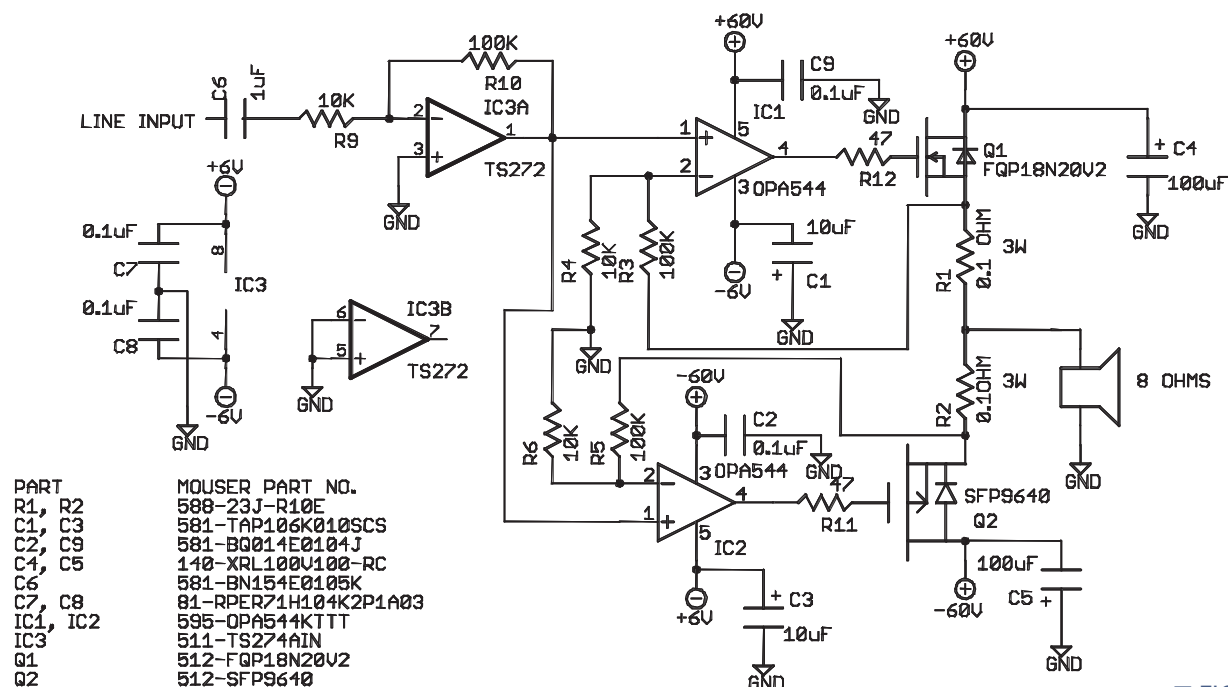 +60V
+60V
100K
R10
C6
1uF
10K
R9
LINE INPUT
2
3
1
IC3A
TS272
GND
C9
0.1uF
GND
IC1
1
2
5
4
3
OPA544
47
R12
Q1
FQP18N20V2
+
C4
100uF
GND
+6V
0.1uF
C7
8
IC3
0.1uF
C8
4
-6V
GND
6
5
7
IC3B
TS272
GND
R4
10K
R3
100K
GND
10uF
+
C1
-6V
GND
R1
0.1 OHM
3W
R2
0.1OHM
3W
8 OHMS
GND
-60V
C2
0.1uF
GND
R6
10K
R5
100K
2
1
3
4
5
OPA544
IC2
47
R11
SFP9640
Q2
100uF
C5
+
-60V
GND
+6V
+
C3
10uF
GND
PART MOUSER PART NO.
R1, R2 588-23J-R10E
C1, C3 581-TAP106K010SCS
C2, C9 581-BQ014E0104J
C4, C5 140-XRL100V100-RC
C6 581-BN154E0105K
C7, C8 81-RPER71H104K2P1A03
IC1, IC2 595-OPA544KTTT
IC3 511-TS274AIN
Q1 512-FQP18N20V2
Q2 512-SFP9640